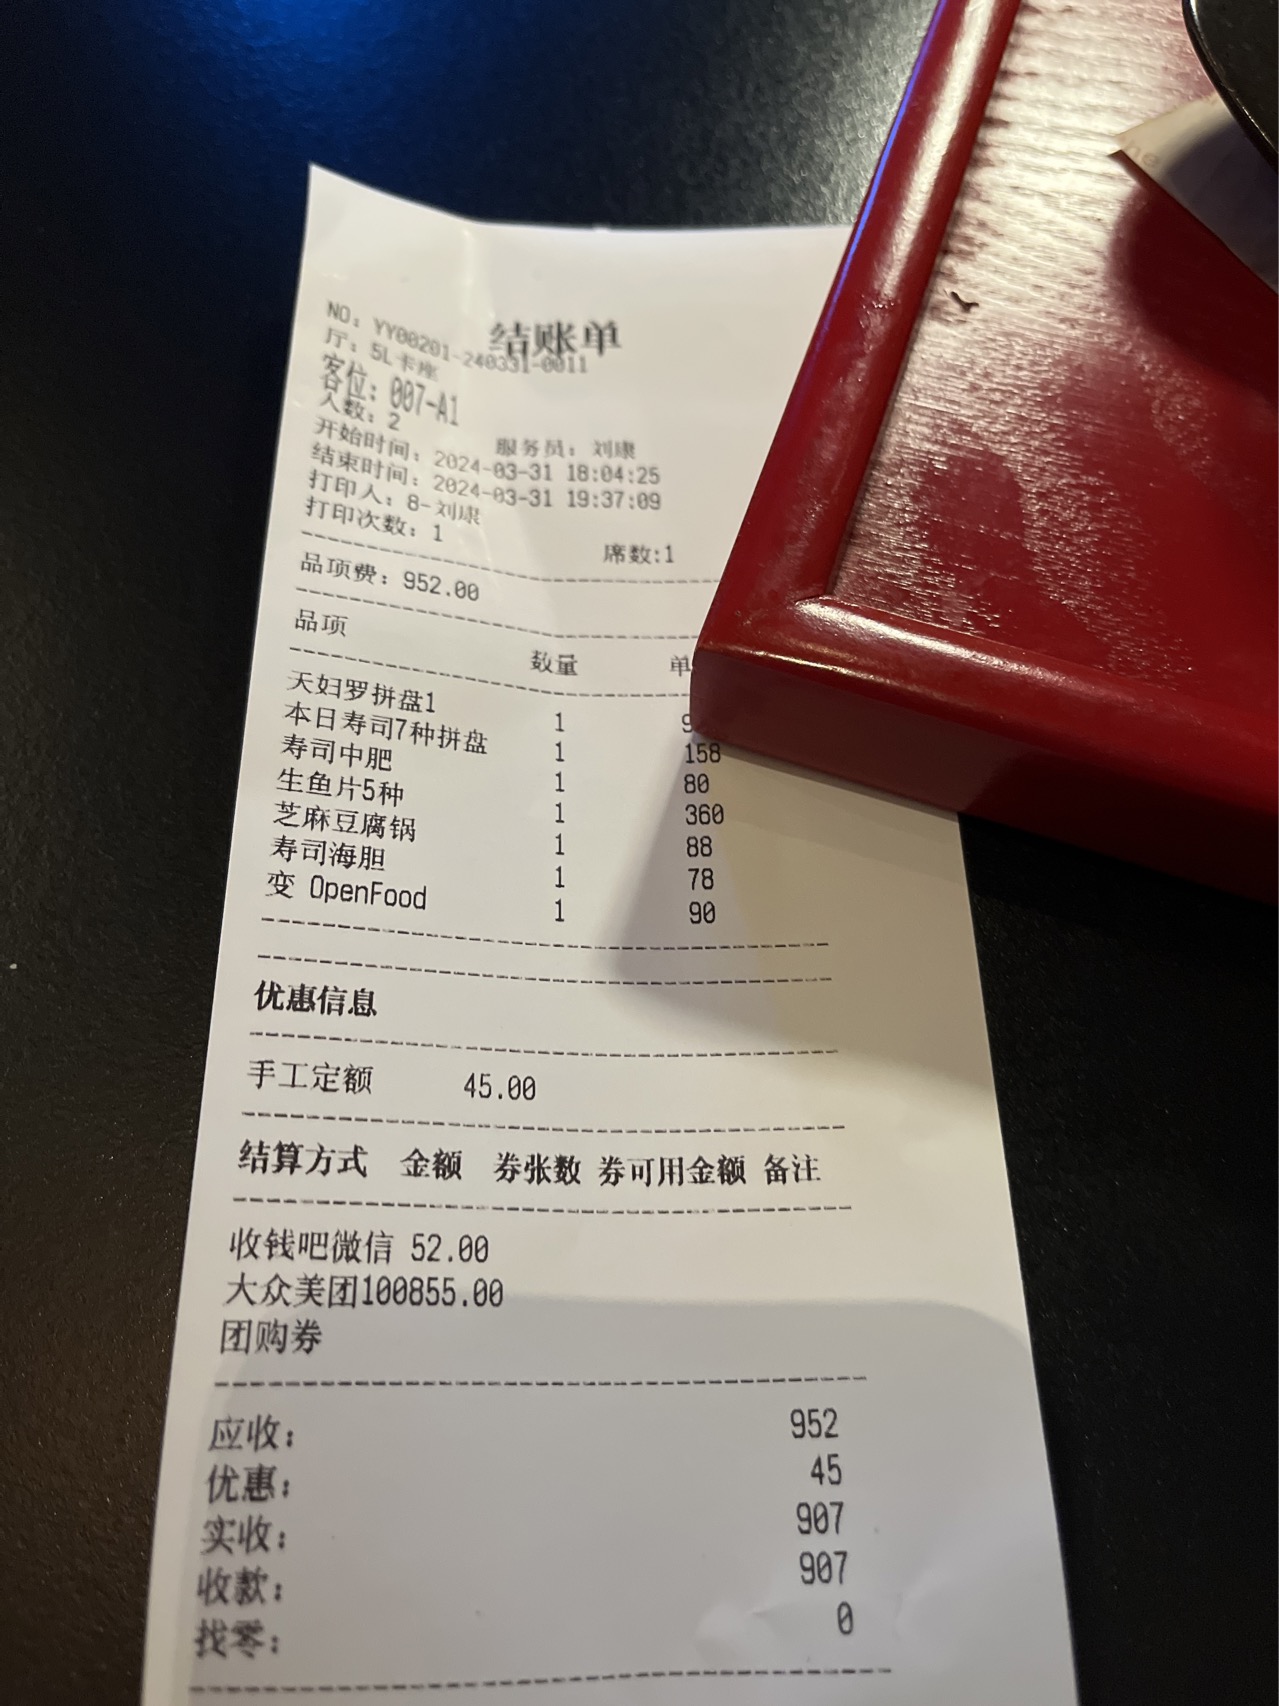 结账单
NO: YY00201-240331-0011
厅: 5L卡座
客位: 007-A1
人数: 2 服务员: 刘康
开始时间: 2024-03-31 18:04:25
结束时间: 2024-03-31 19:37:09
打印人: 8-刘康
打印次数: 1 席数:1
品项费: 952.00
品项 数量 单
天妇罗拼盘1 1 9
本日寿司7种拼盘 1 158
寿司中肥 1 80
生鱼片5种 1 360
芝麻豆腐锅 1 88
寿司海胆 1 78
变 OpenFood 1 90
优惠信息
手工定额 45.00
结算方式 金额 券张数 券可用金额 备注
收钱吧微信 52.00
大众美团100855.00
团购券
应收: 952
优惠: 45
实收: 907
收款: 907
找零: 0